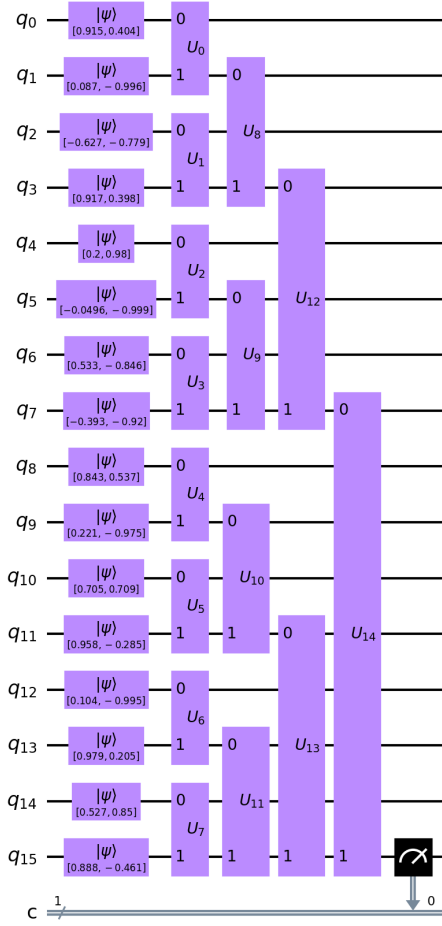 q0 |ψ⟩ [0.915, 0.404] 0
U0
q1 |ψ⟩ [0.087, −0.996] 1 0
q2 |ψ⟩ [−0.627, −0.779] 0 U8
U1
q3 |ψ⟩ [0.917, 0.398] 1 1 0
q4 |ψ⟩ [0.2, 0.98] 0
U2
q5 |ψ⟩ [−0.0496, −0.999] 1 0 U12
q6 |ψ⟩ [0.533, −0.846] 0 U9
U3
q7 |ψ⟩ [−0.393, −0.92] 1 1 1 0
q8 |ψ⟩ [0.843, 0.537] 0
U4
q9 |ψ⟩ [0.221, −0.975] 1 0
q10 |ψ⟩ [0.705, 0.709] 0 U10
U5
q11 |ψ⟩ [0.958, −0.285] 1 1 0 U14
q12 |ψ⟩ [0.104, −0.995] 0
U6
q13 |ψ⟩ [0.979, 0.205] 1 0 U13
q14 |ψ⟩ [0.527, 0.85] 0 U11
U7
q15 |ψ⟩ [0.888, −0.461] 1 1 1 1
c 1 0